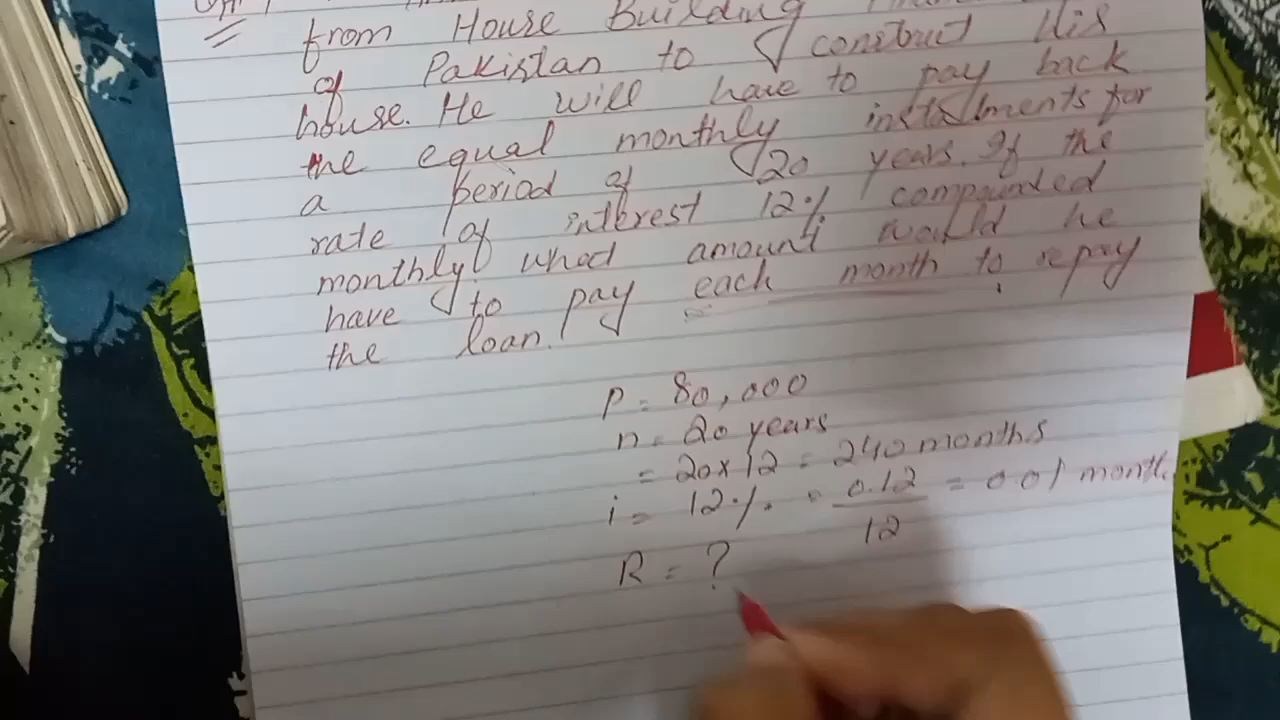 from House Building
of Pakistan to construct His
house. He will have to pay back
the equal monthly instalments for
a period of 20 years. If the
rate of interest 12% compounded
monthly. what amount would he
have to pay each month to repay
the loan.
P = 80,000
n = 20 years
= 20 x 12 = 240 months
i = 12% = 0.12 / 12 = 0.01 month
R = ?